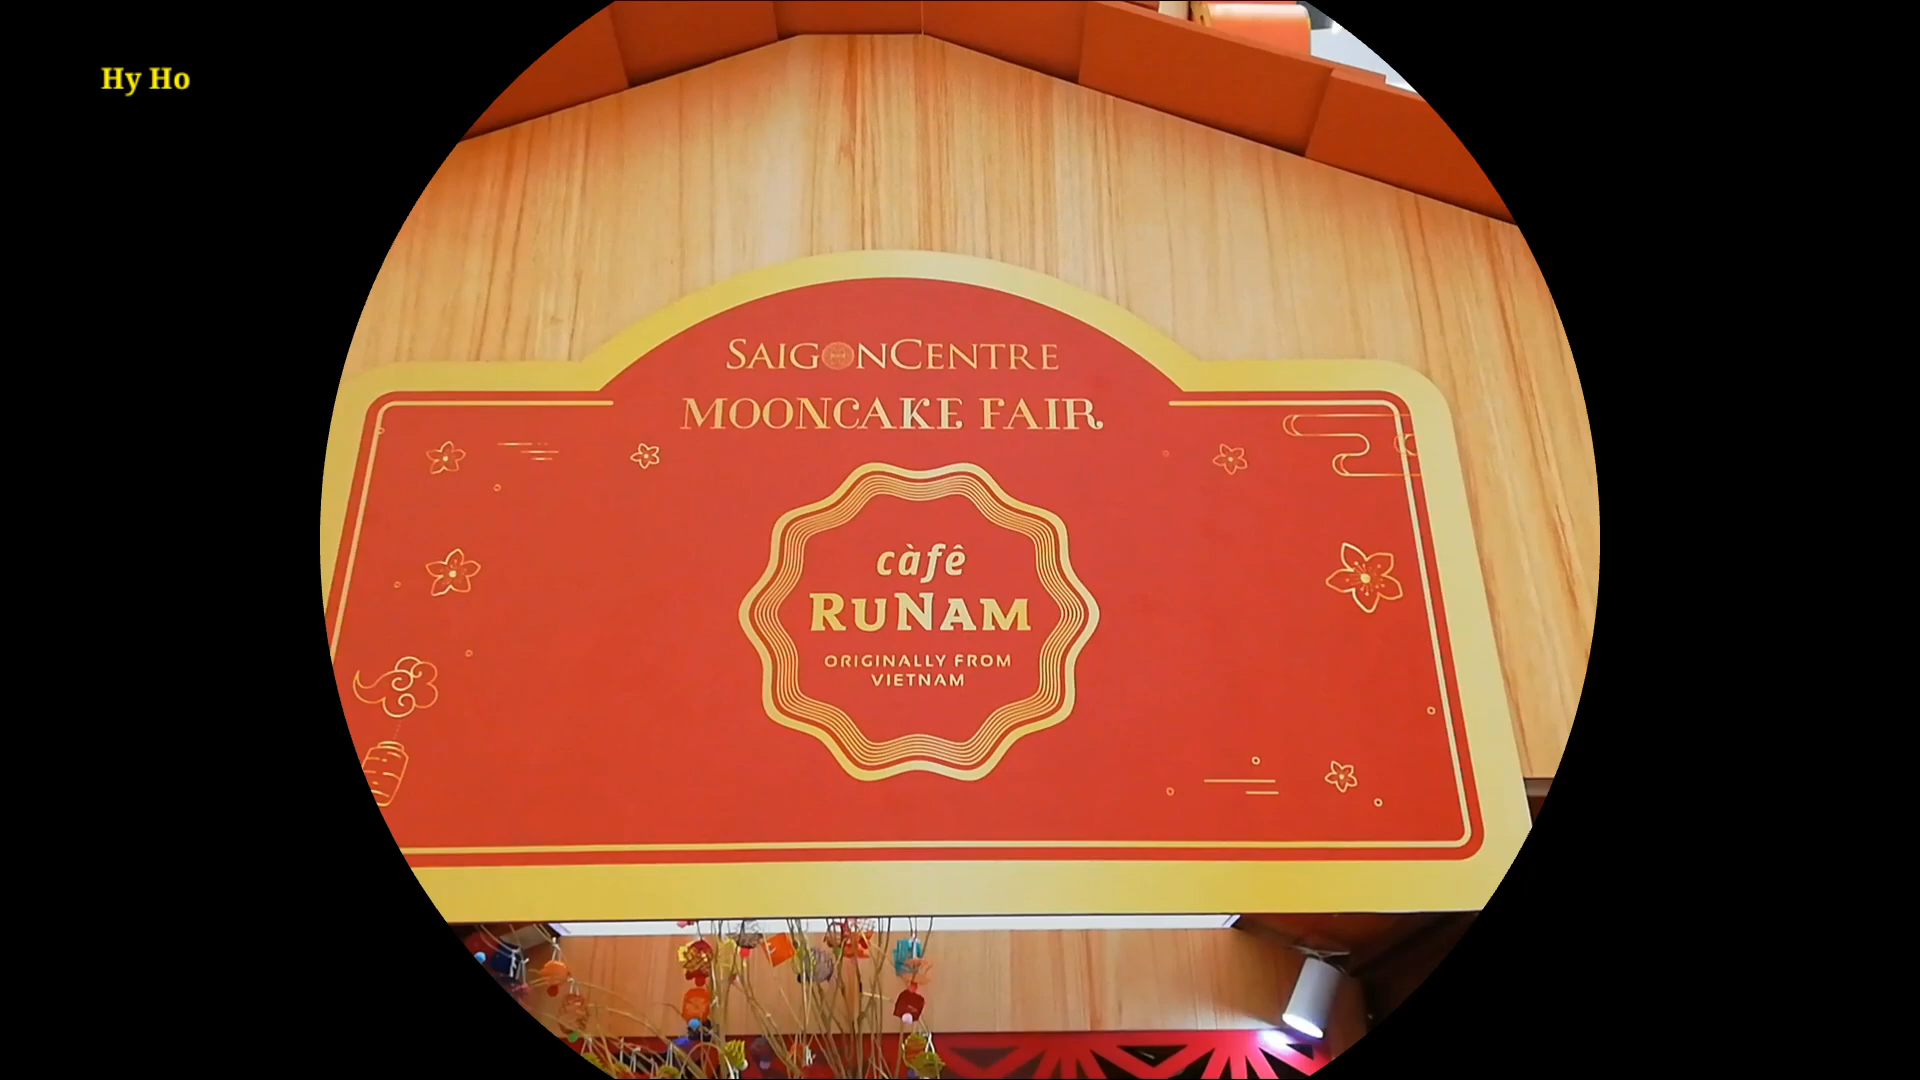 Hy Ho
SAIGONCENTRE
MOONCAKE FAIR
càfê
RUNAM
ORIGINALLY FROM
VIETNAM